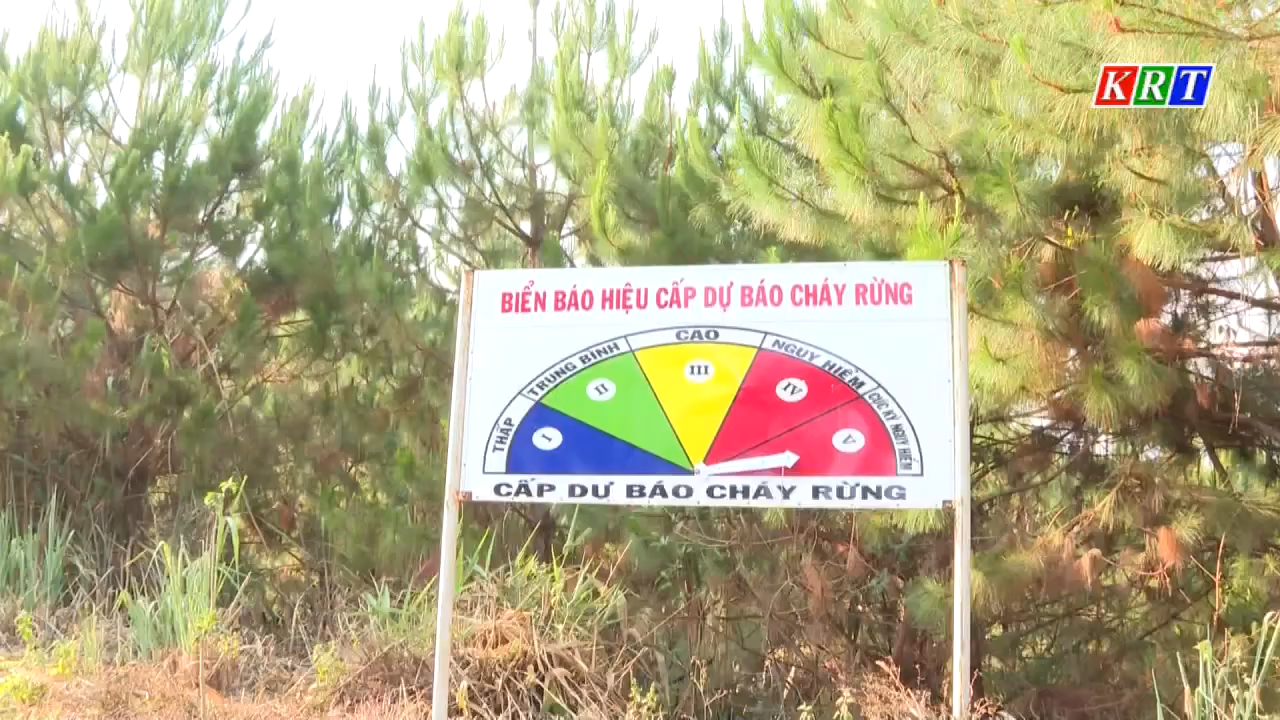 KRT
BIỂN BÁO HIỆU CẤP DỰ BÁO CHÁY RỪNG
THẤP
TRUNG BÌNH
CAO
NGUY HIỂM
CỰC KỲ NGUY HIỂM
I
II
III
IV
V
CẤP DỰ BÁO CHÁY RỪNG